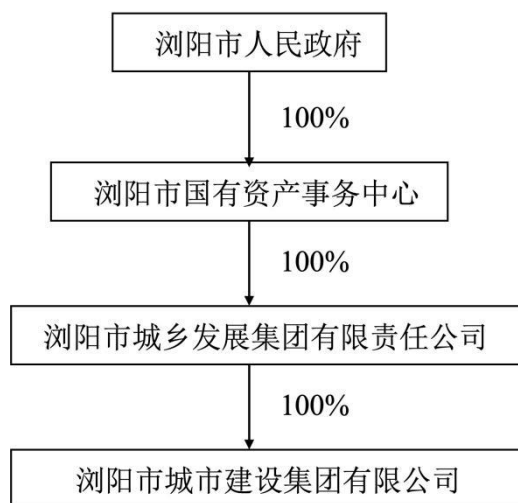 浏阳市人民政府
100%
浏阳市国有资产事务中心
100%
浏阳市城乡发展集团有限责任公司
100%
浏阳市城市建设集团有限公司